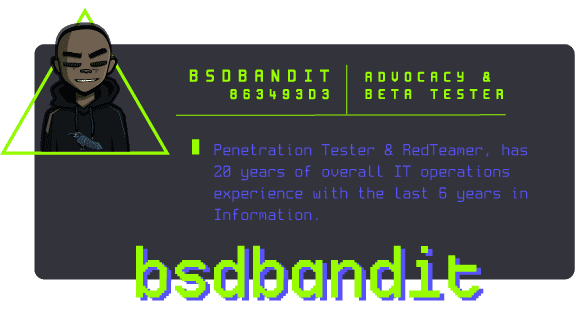 BSDBANDIT
863493D3
ADVOCACY &
BETA TESTER
Penetration Tester & RedTeamer, has
20 years of overall IT operations
experience with the last 6 years in
Information.
bsdbandit